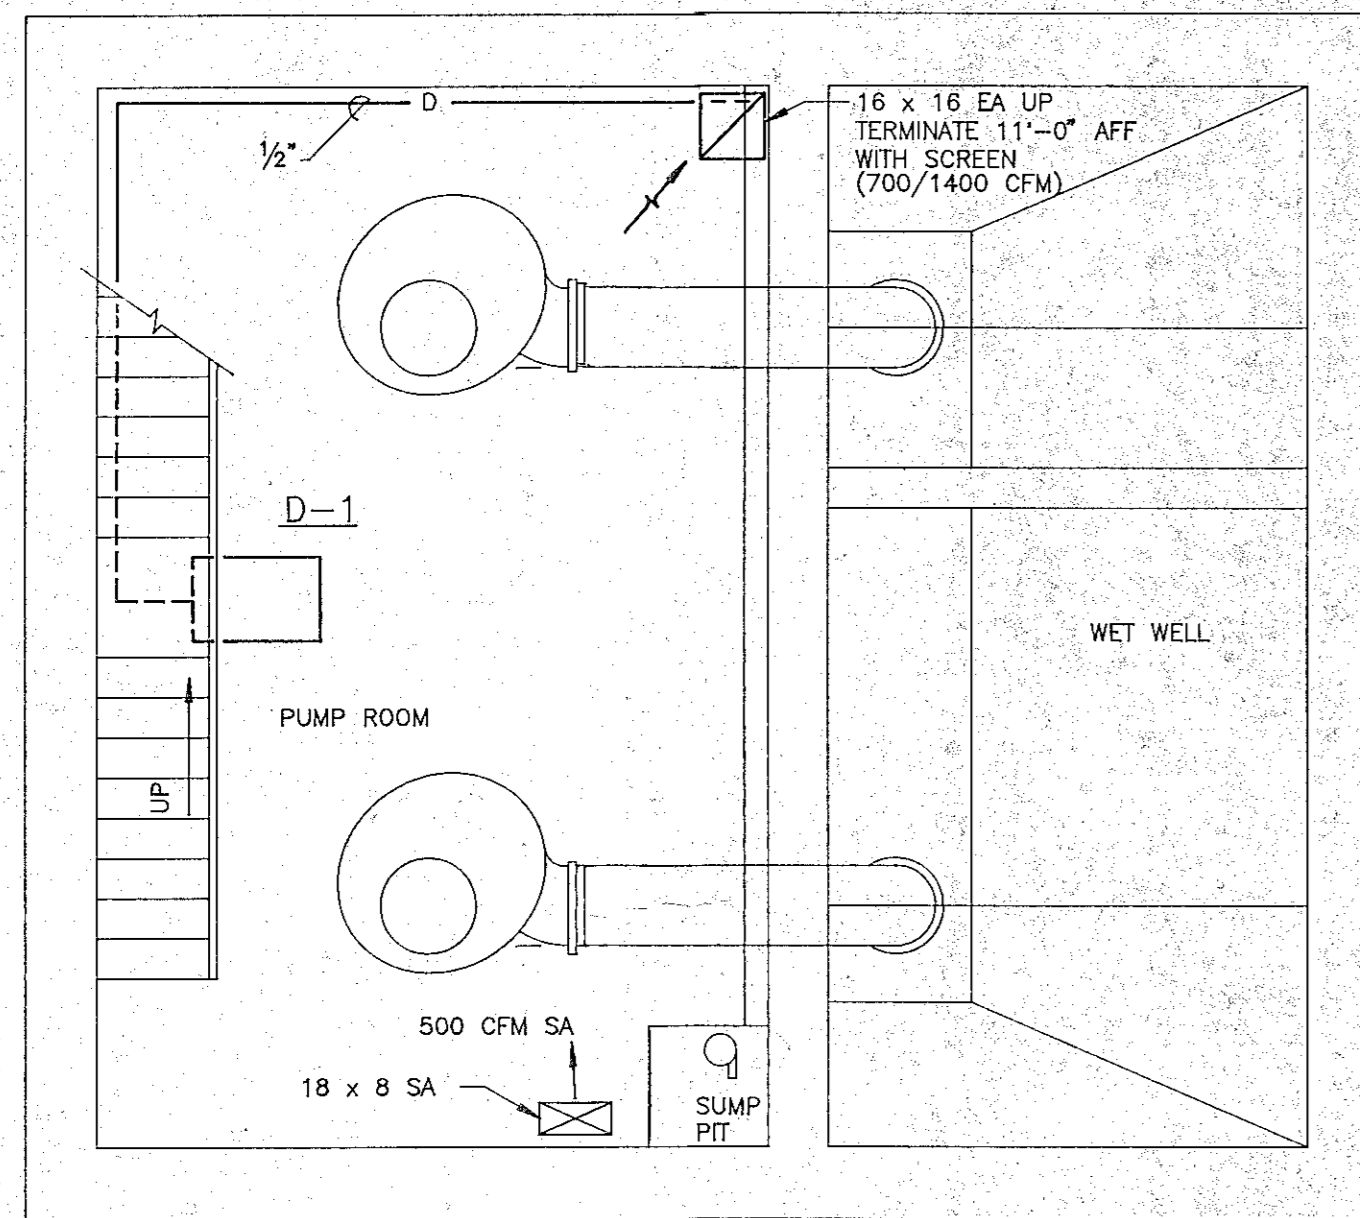 D
1/2"
16 x 16 EA UP
TERMINATE 11'-0" AFF
WITH SCREEN
(700/1400 CFM)
D-1
WET WELL
PUMP ROOM
UP
500 CFM SA
18 x 8 SA
SUMP
PIT